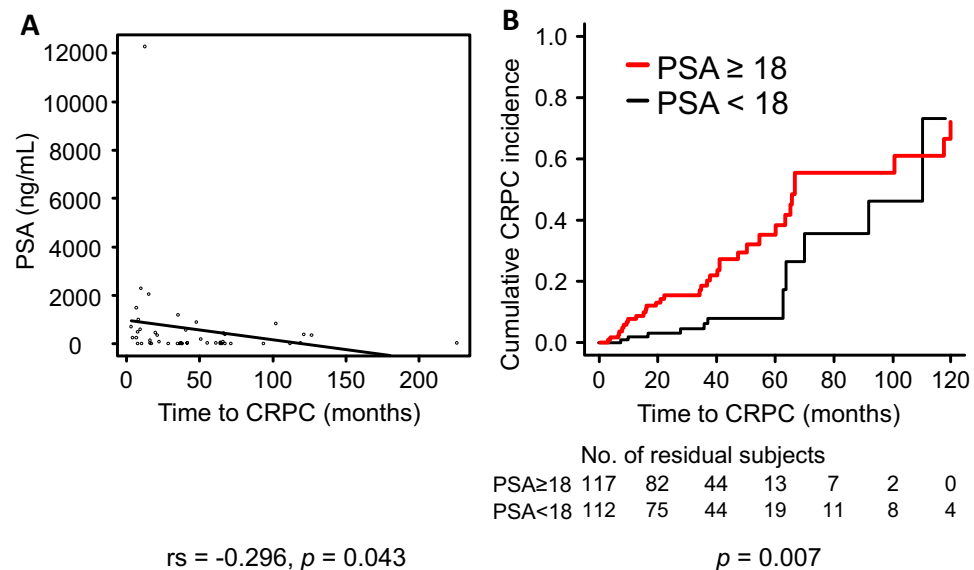 A
PSA (ng/mL)
12000
10000
8000
6000
4000
2000
0
0 50 100 150 200
Time to CRPC (months)
rs = -0.296, p = 0.043
B
Cumulative CRPC incidence
1.0
0.8
0.6
0.4
0.2
0.0
PSA ≥ 18
PSA < 18
0 20 40 60 80 100 120
Time to CRPC (months)
No. of residual subjects
PSA≥18 117 82 44 13 7 2 0
PSA<18 112 75 44 19 11 8 4
p = 0.007